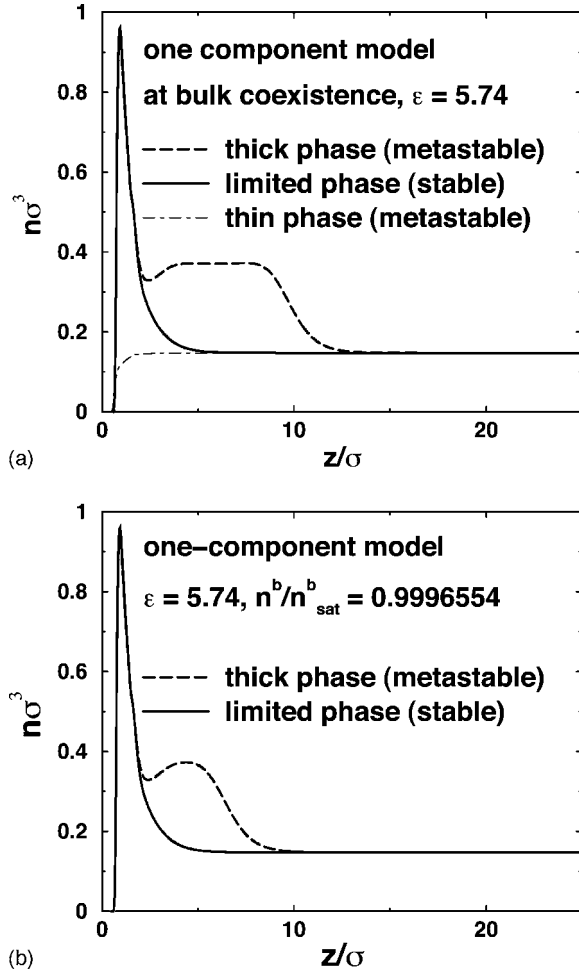 1
one component model
at bulk coexistence, ε = 5.74
0.8
thick phase (metastable)
limited phase (stable)
thin phase (metastable)
0.6
nσ³
0.4
0.2
0
0
10
20
(a)
z/σ
1
one–component model
ε = 5.74, nᵇ/nᵇsat = 0.9996554
0.8
thick phase (metastable)
limited phase (stable)
0.6
nσ³
0.4
0.2
0
0
10
20
(b)
z/σ